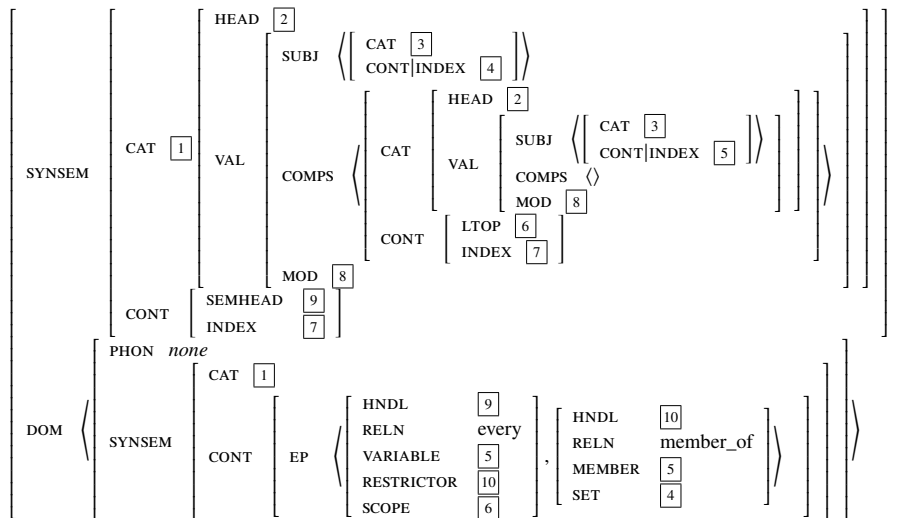 HEAD 2
SUBJ ⟨[ CAT 3
CONT|INDEX 4 ]⟩
HEAD 2
CAT
SUBJ ⟨[ CAT 3
CAT 1
CONT|INDEX 5 ]⟩
VAL
VAL
SYNSEM
COMPS
COMPS ⟨⟩
MOD 8
CONT [ LTOP 6
INDEX 7 ]
MOD 8
CONT [ SEMHEAD 9
INDEX 7 ]
PHON none
CAT 1
HNDL 9
HNDL 10
DOM
SYNSEM
RELN every
RELN member_of
CONT
EP
VARIABLE 5 ,
MEMBER 5
RESTRICTOR 10
SET 4
SCOPE 6